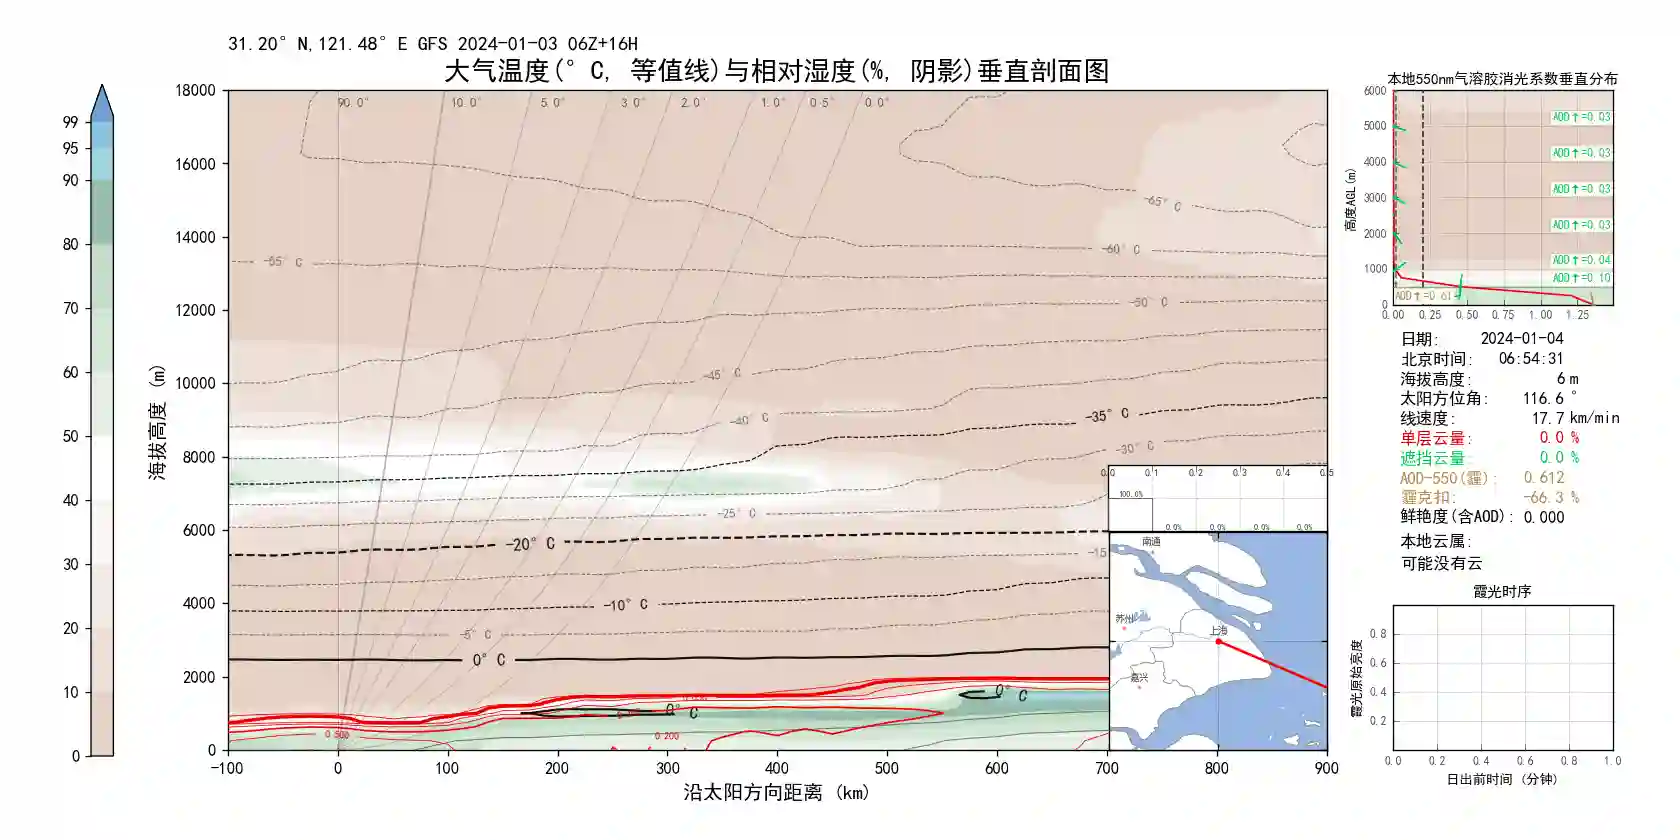 31.20°N,121.48°E GFS 2024-01-03 06Z+16H
大气温度(°C, 等值线)与相对湿度(%, 阴影)垂直剖面图
99
95
90
80
70
60
50
40
30
20
10
0
海拔高度 (m)
18000
16000
14000
12000
10000
8000
6000
4000
2000
0
90.0° 10.0° 5.0° 3.0° 2.0° 1.0° 0.5° 0.0°
-65°C
-60°C
-55°C
-50°C
-45°C
-40°C
-35°C
-30°C
-25°C
-20°C
-15
-10°C
-5°C
0°C
0°C
0°C
0.500
0.200
-100 0 100 200 300 400 500 600 700 800 900
沿太阳方向距离 (km)
0.0 0.1 0.2 0.3 0.4 0.5
100.0%
0.0% 0.0% 0.0% 0.0%
南通
苏州
上海
嘉兴
本地550nm气溶胶消光系数垂直分布
高度AGL(m)
6000
5000
4000
3000
2000
1000
0
AOD↑=0.03
AOD↑=0.03
AOD↑=0.03
AOD↑=0.03
AOD↑=0.04
AOD↑=0.10
AOD↑=0.61
0.00 0.25 0.50 0.75 1.00 1.25
日期: 2024-01-04
北京时间: 06:54:31
海拔高度: 6 m
太阳方位角: 116.6 °
线速度: 17.7 km/min
单层云量: 0.0 %
遮挡云量: 0.0 %
AOD-550(霾): 0.612
霾克扣: -66.3 %
鲜艳度(含AOD): 0.000
本地云属:
可能没有云
霞光时序
霞光原始亮度
0.8
0.6
0.4
0.2
0.0 0.2 0.4 0.6 0.8 1.0
日出前时间 (分钟)